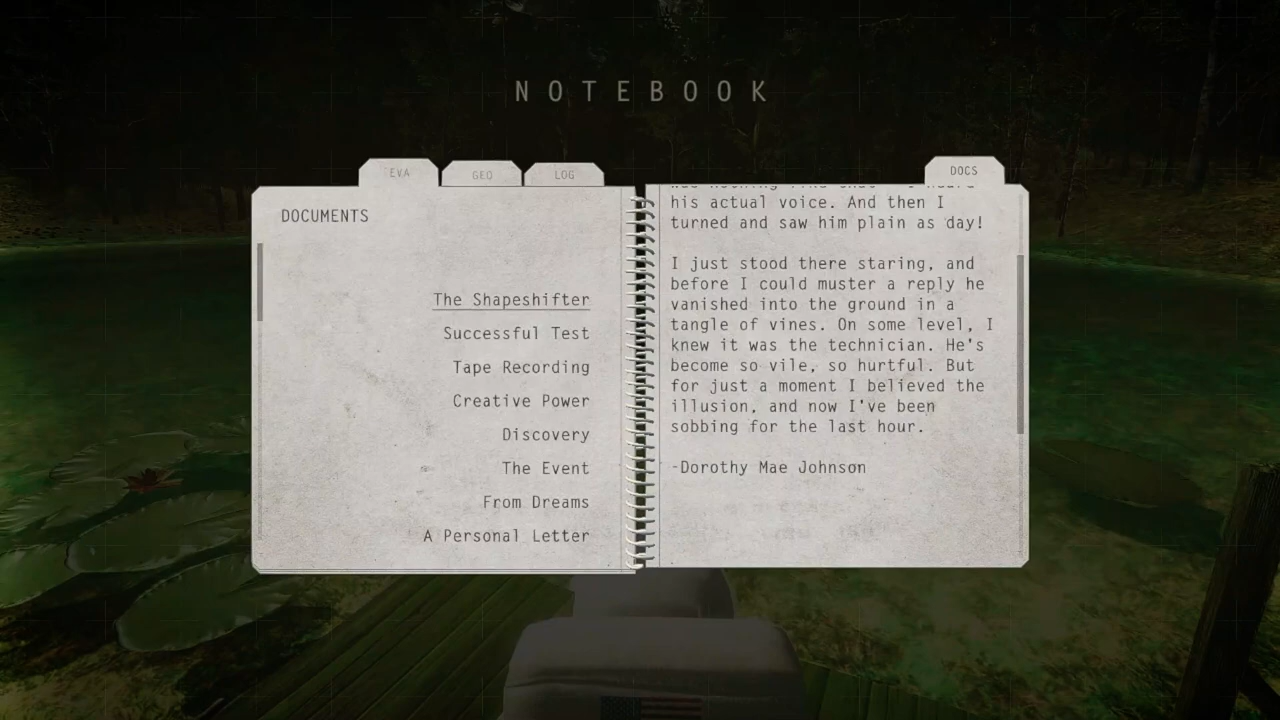 NOTEBOOK
EVA
GEO
LOG
DOCS
DOCUMENTS
The Shapeshifter
Successful Test
Tape Recording
Creative Power
Discovery
The Event
From Dreams
A Personal Letter
his actual voice. And then I
turned and saw him plain as day!
I just stood there staring, and
before I could muster a reply he
vanished into the ground in a
tangle of vines. On some level, I
knew it was the technician. He's
become so vile, so hurtful. But
for just a moment I believed the
illusion, and now I've been
sobbing for the last hour.
-Dorothy Mae Johnson